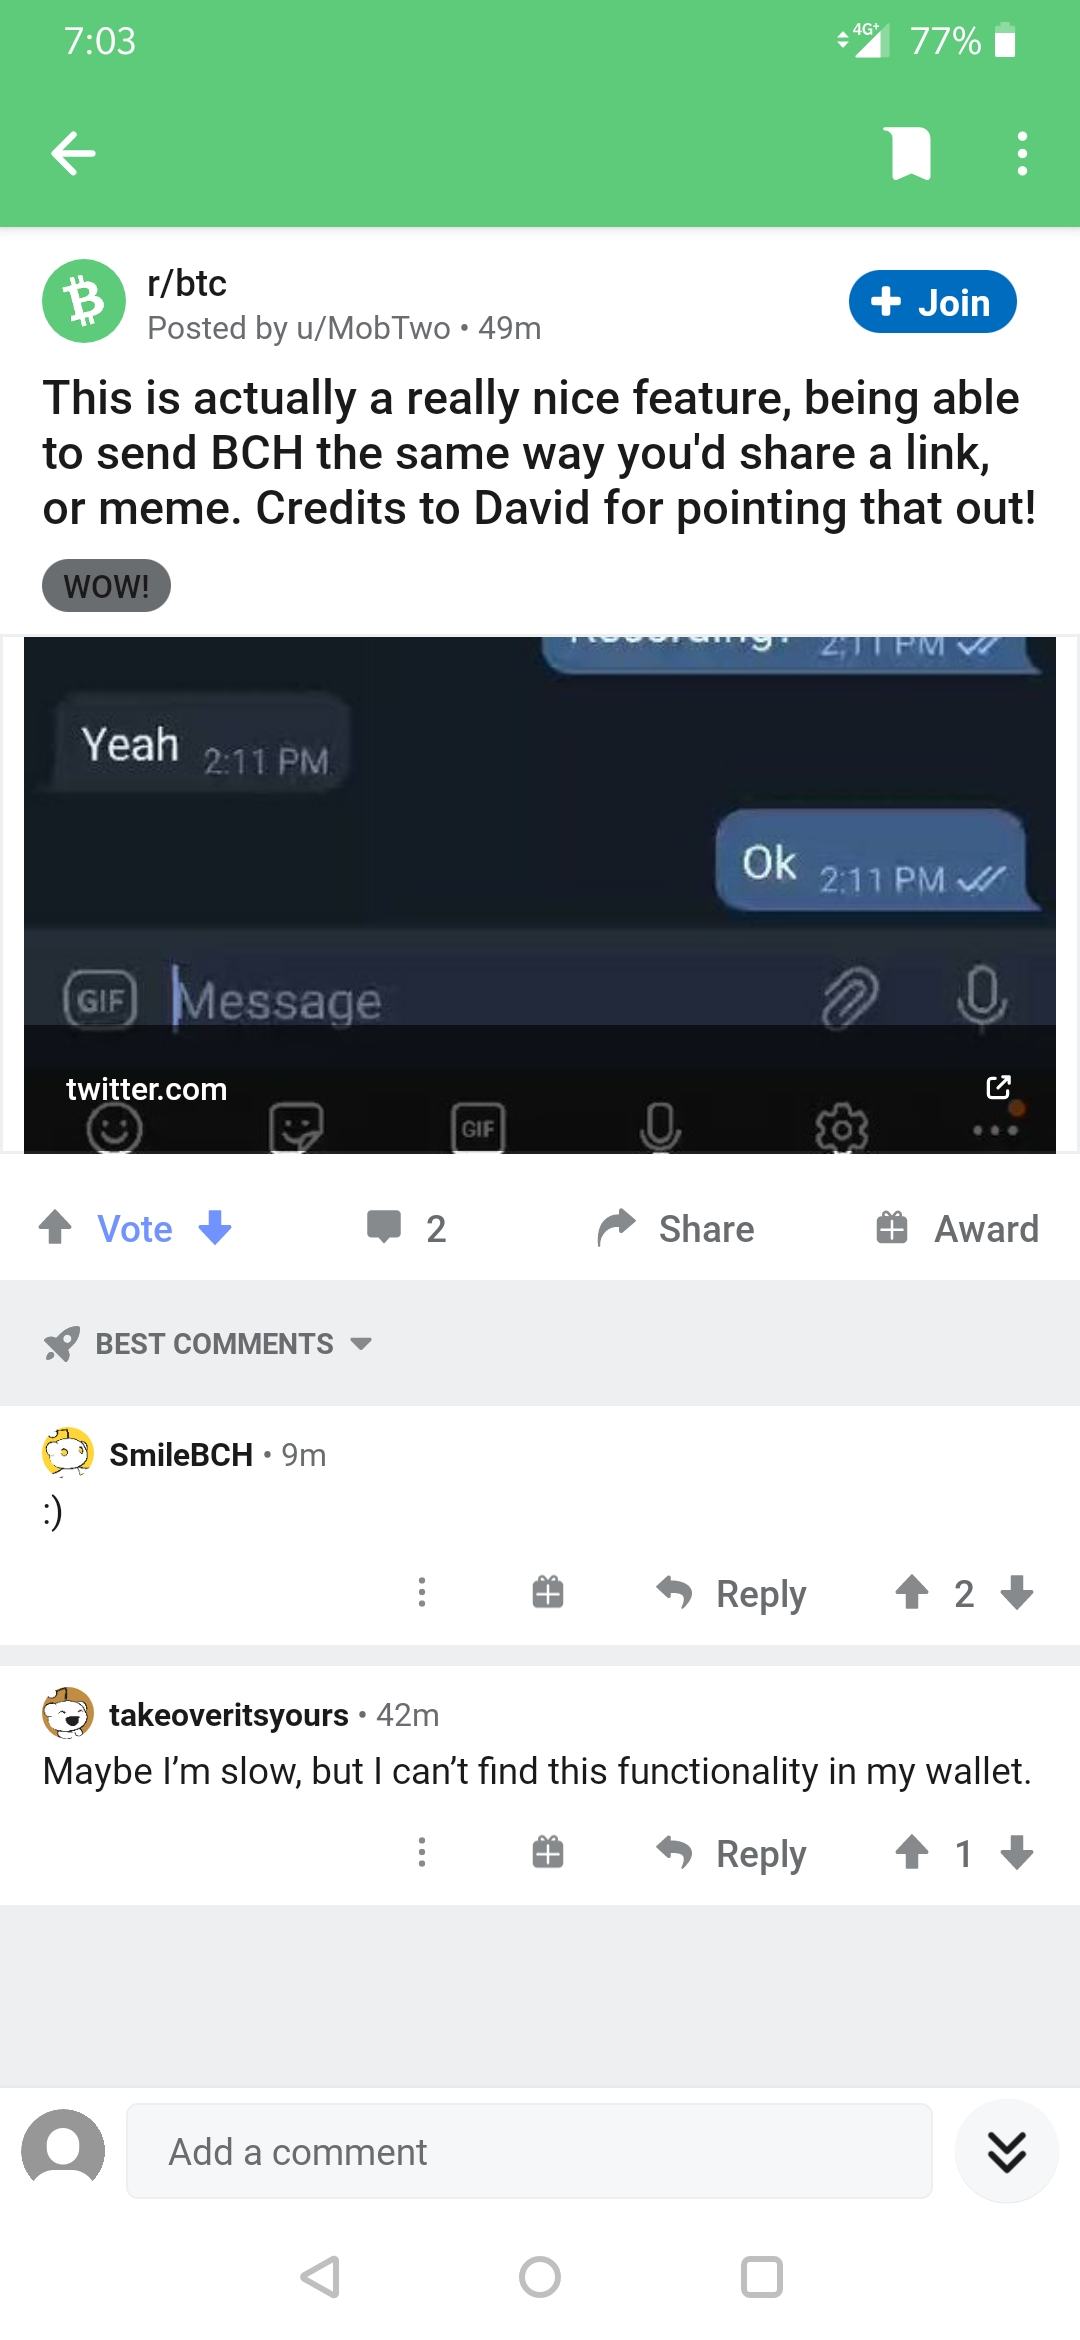 7:03
4G+ 77%
r/btc
Posted by u/MobTwo • 49m
+ Join
This is actually a really nice feature, being able
to send BCH the same way you'd share a link,
or meme. Credits to David for pointing that out!
WOW!
2:11 PM
Yeah 2:11 PM
Ok 2:11 PM
GIF Message
twitter.com
GIF
Vote 2 Share Award
BEST COMMENTS
SmileBCH • 9m
:)
Reply 2
takeoveritsyours • 42m
Maybe I’m slow, but I can’t find this functionality in my wallet.
Reply 1
Add a comment